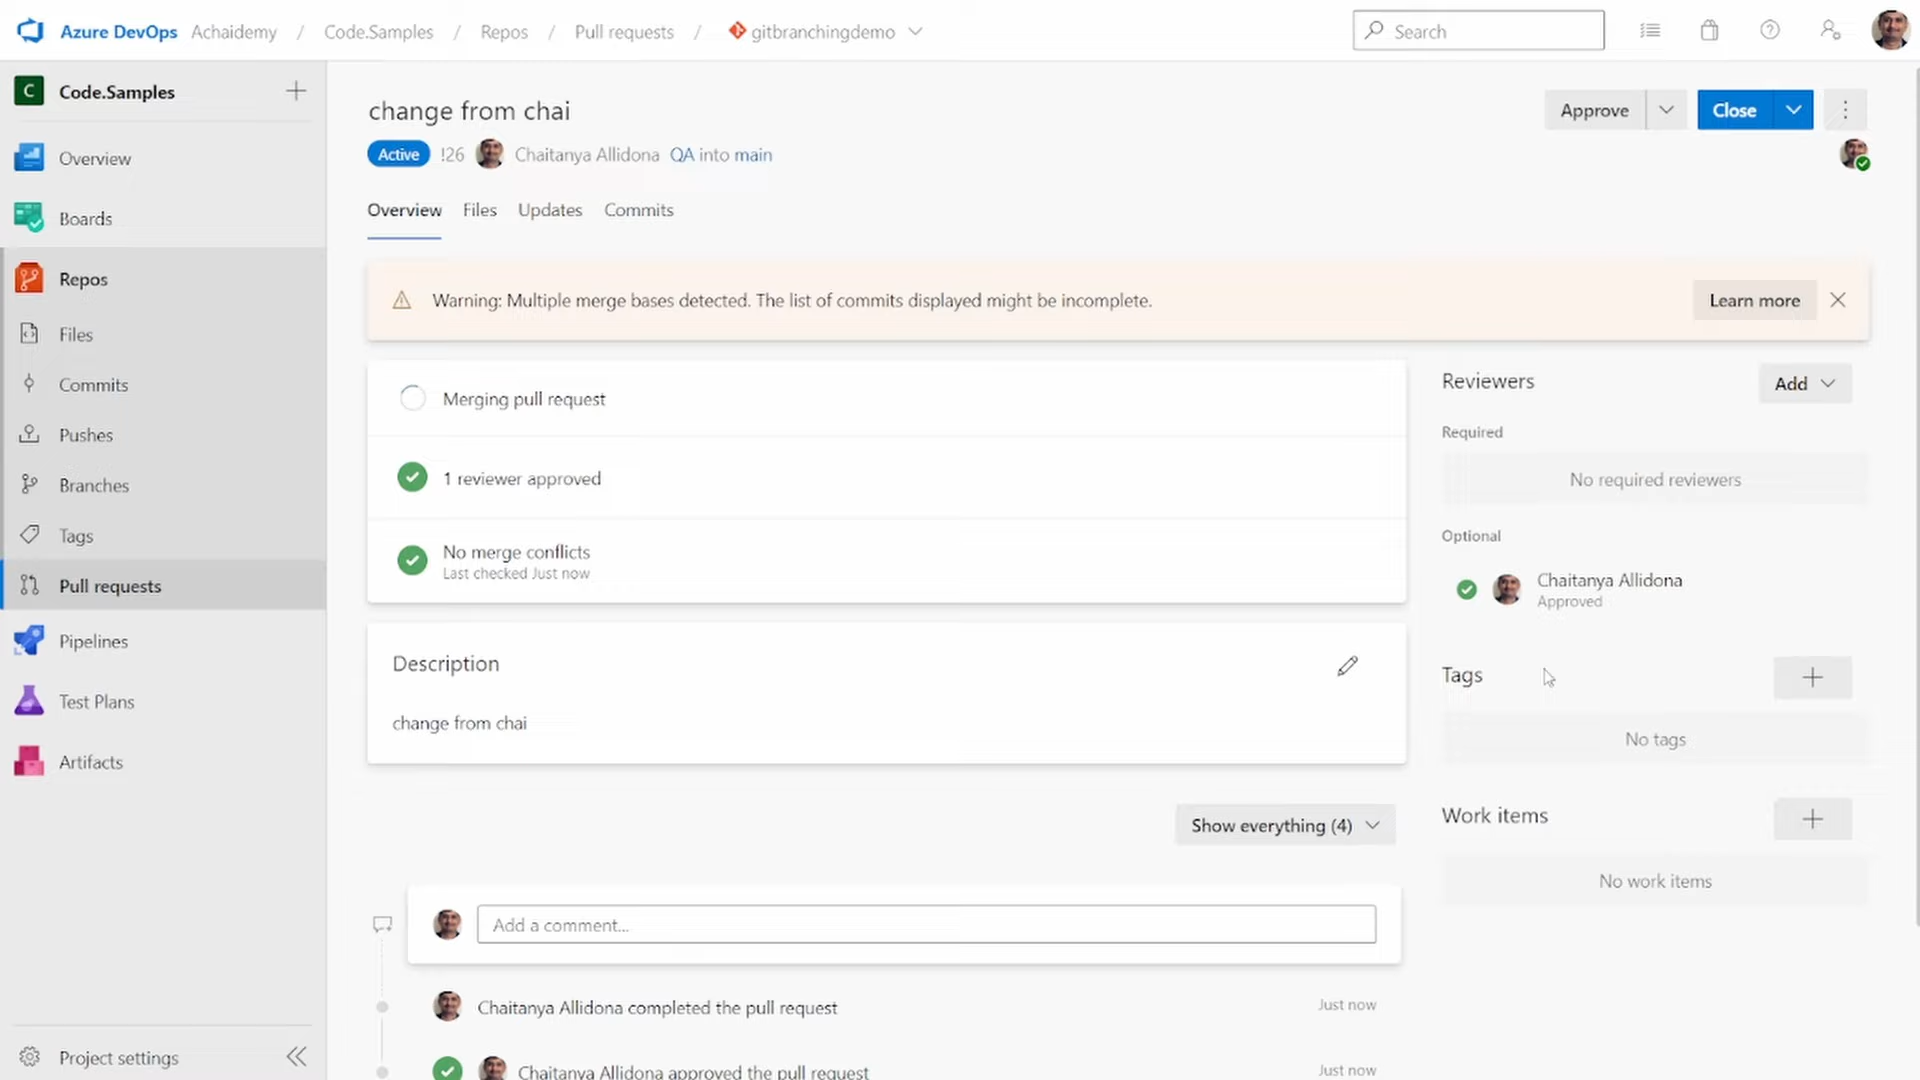 Azure DevOps Achaidemy / Code.Samples / Repos / Pull requests / gitbranchingdemo
Search
C Code.Samples
Overview
Boards
Repos
Files
Commits
Pushes
Branches
Tags
Pull requests
Pipelines
Test Plans
Artifacts
Project settings
change from chai
Approve
Close
Active !26 Chaitanya Allidona QA into main
Overview Files Updates Commits
Warning: Multiple merge bases detected. The list of commits displayed might be incomplete.
Learn more
Merging pull request
1 reviewer approved
No merge conflicts
Last checked Just now
Description
change from chai
Show everything (4)
Add a comment...
Chaitanya Allidona completed the pull request
Just now
Chaitanya Allidona approved the pull request
Just now
Reviewers
Add
Required
No required reviewers
Optional
Chaitanya Allidona
Approved
Tags
No tags
Work items
No work items